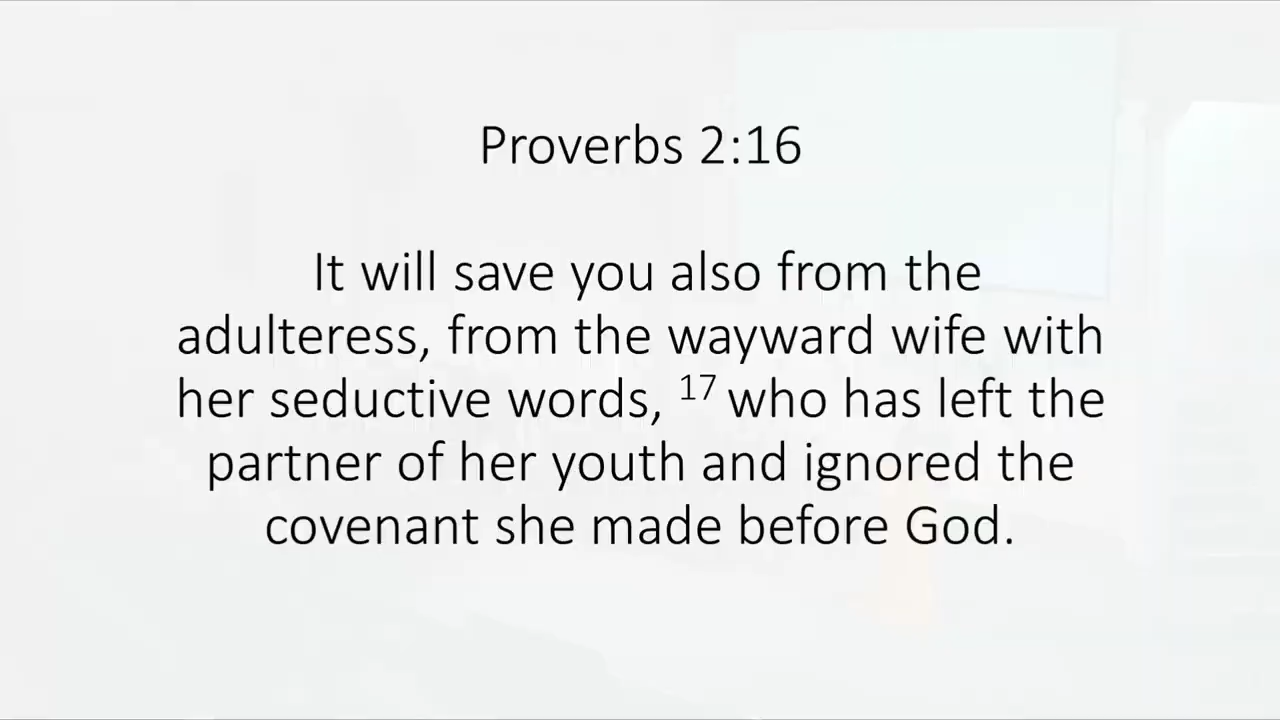 Proverbs 2:16
It will save you also from the
adulteress, from the wayward wife with
her seductive words, 17 who has left the
partner of her youth and ignored the
covenant she made before God.